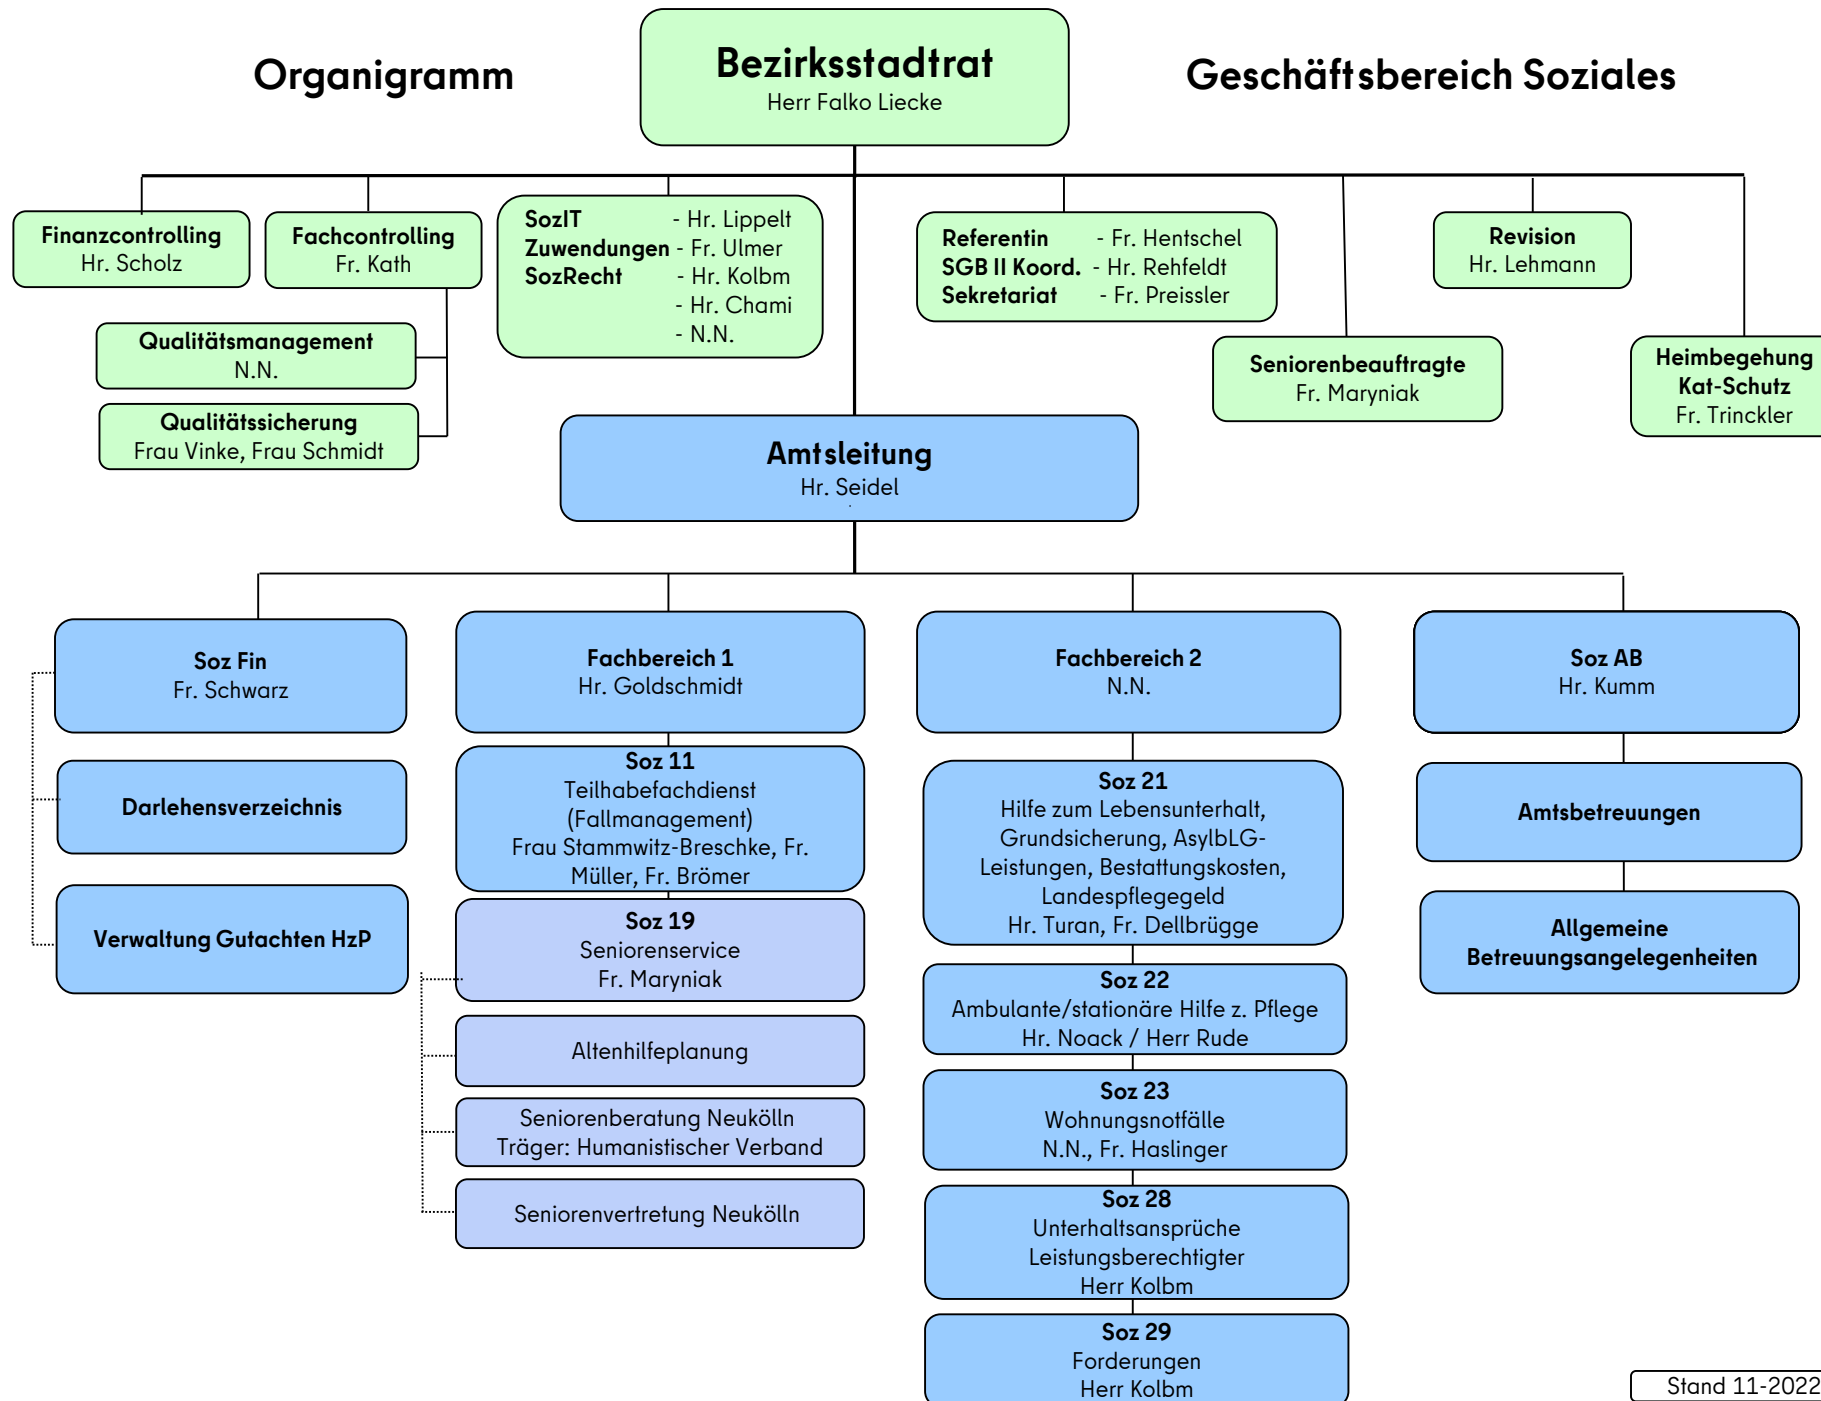 Organigramm
Bezirksstadtrat
Herr Falko Liecke
Geschäftsbereich Soziales
Finanzcontrolling
Hr. Scholz
Fachcontrolling
Fr. Kath
Qualitätsmanagement
N.N.
Qualitätssicherung
Frau Vinke, Frau Schmidt
SozIT - Hr. Lippelt
Zuwendungen - Fr. Ulmer
SozRecht - Hr. Kolbm
- Hr. Chami
- N.N.
Referentin - Fr. Hentschel
SGB II Koord. - Hr. Rehfeldt
Sekretariat - Fr. Preissler
Seniorenbeauftragte
Fr. Maryniak
Revision
Hr. Lehmann
Heimbegehung
Kat-Schutz
Fr. Trinckler
Amtsleitung
Hr. Seidel
Soz Fin
Fr. Schwarz
Darlehensverzeichnis
Verwaltung Gutachten HzP
Fachbereich 1
Hr. Goldschmidt
Soz 11
Teilhabefachdienst
(Fallmanagement)
Frau Stammwitz-Breschke, Fr.
Müller, Fr. Brömer
Soz 19
Seniorenservice
Fr. Maryniak
Altenhilfeplanung
Seniorenberatung Neukölln
Träger: Humanistischer Verband
Seniorenvertretung Neukölln
Fachbereich 2
N.N.
Soz 21
Hilfe zum Lebensunterhalt,
Grundsicherung, AsylbLG-
Leistungen, Bestattungskosten,
Landespflegegeld
Hr. Turan, Fr. Dellbrügge
Soz 22
Ambulante/stationäre Hilfe z. Pflege
Hr. Noack / Herr Rude
Soz 23
Wohnungsnotfälle
N.N., Fr. Haslinger
Soz 28
Unterhaltsansprüche
Leistungsberechtigter
Herr Kolbm
Soz 29
Forderungen
Herr Kolbm
Soz AB
Hr. Kumm
Amtsbetreuungen
Allgemeine
Betreuungsangelegenheiten
Stand 11-2022